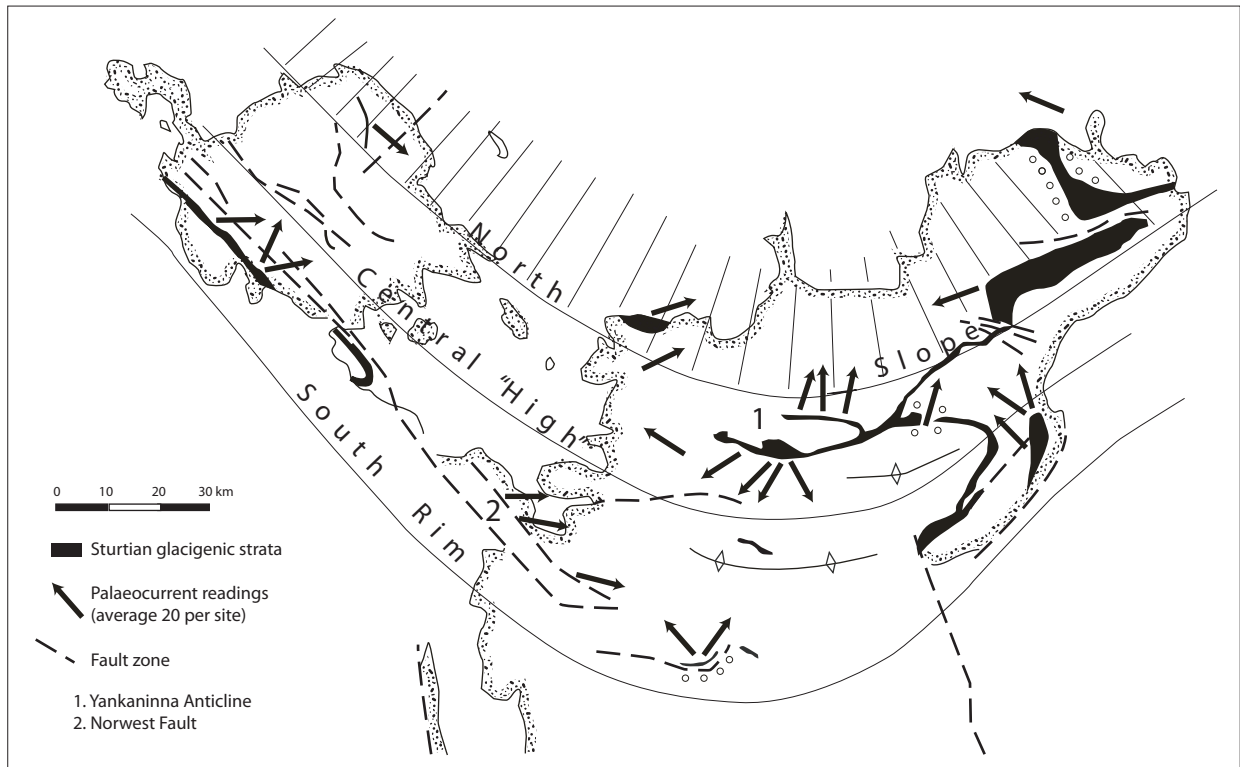 North Slope
Central "High"
South Rim
1
2
0 10 20 30 km
Sturtian glacigenic strata
Palaeocurrent readings
(average 20 per site)
Fault zone
1. Yankaninna Anticline
2. Norwest Fault